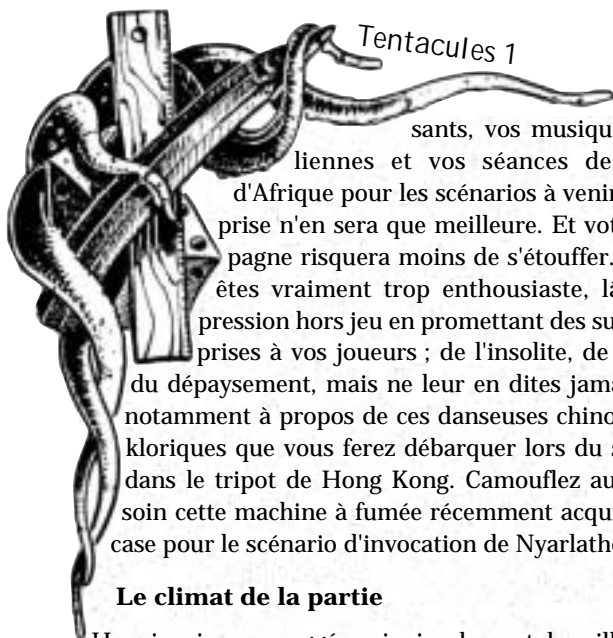 Tentacules 1
sants, vos musiqu
liennes et vos séances de
d'Afrique pour les scénarios à venir
prise n'en sera que meilleure. Et vot
pagne risquera moins de s'étouffer.
êtes vraiment trop enthousiaste, lâ
pression hors jeu en promettant des su
prises à vos joueurs ; de l'insolite, de
du dépaysement, mais ne leur en dites jama
notamment à propos de ces danseuses chino
kloriques que vous ferez débarquer lors du s
dans le tripot de Hong Kong. Camouflez au
soin cette machine à fumée récemment acqui
case pour le scénario d'invocation de Nyarlathe
Le climat de la partie